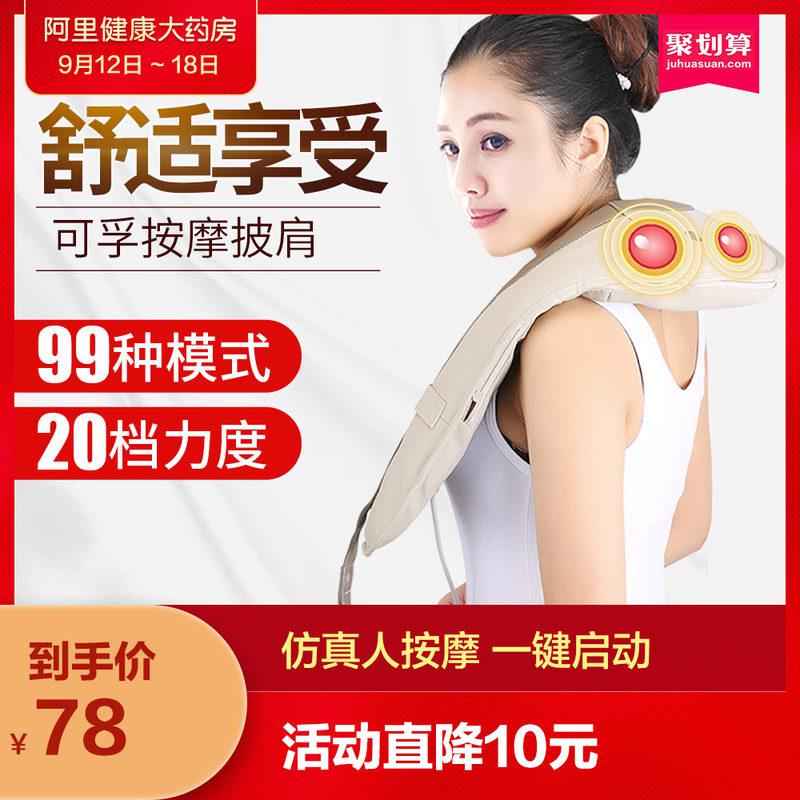 阿里健康大药房
9月12日~18日
聚划算
juhuasuan.com
舒适享受
可孚按摩披肩
99种模式
20档力度
到手价
¥78
仿真人按摩 一键启动
活动直降10元